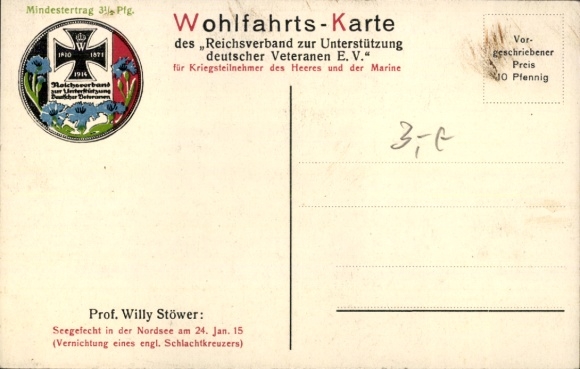 Mindestertrag 3½ Pfg.
Wohlfahrts-Karte
des „Reichsverband zur Unterstützung
deutscher Veteranen E. V."
für Kriegsteilnehmer des Heeres und der Marine
Vor-
geschriebener
Preis
10 Pfennig
W
1870 1871
1914
Reichsverband
zur Unterstützung
Deutscher Veteranen
3,-
Prof. Willy Stöwer:
Seegefecht in der Nordsee am 24. Jan. 15
(Vernichtung eines engl. Schlachtkreuzers)